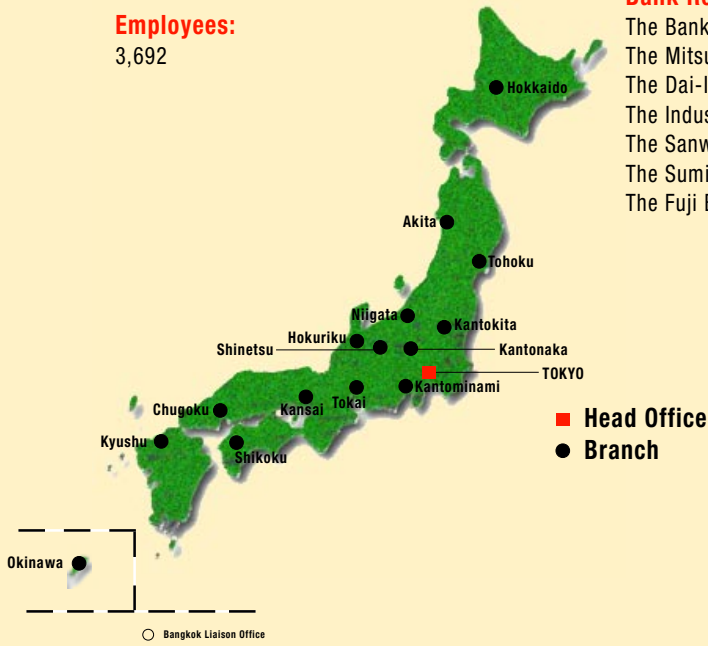 Employees:
3,692
The Bank
The Mitsu
The Dai-I
The Indus
The Sanw
The Sumi
The Fuji
Hokkaido
Akita
Tohoku
Niigata
Kantokita
Hokuriku
Shinetsu
Kantonaka
TOKYO
Kantominami
Tokai
Kansai
Chugoku
Kyushu
Shikoku
Head Office
Branch
Okinawa
Bangkok Liaison Office